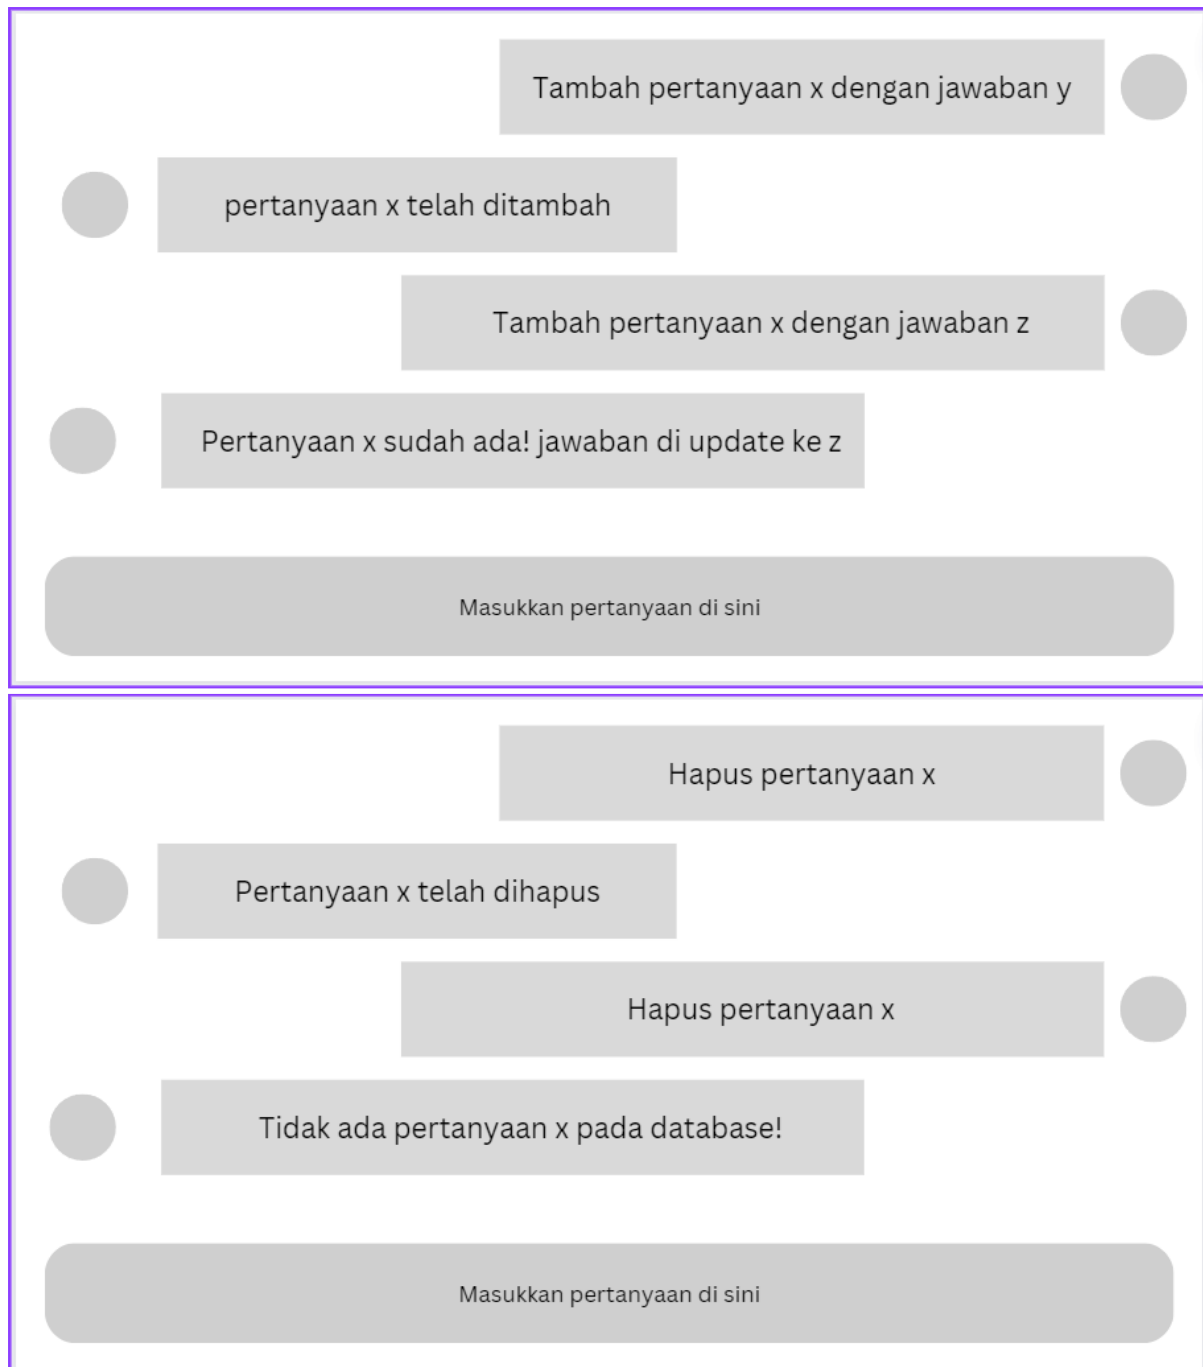 Tambah pertanyaan x dengan jawaban y
pertanyaan x telah ditambah
Tambah pertanyaan x dengan jawaban z
Pertanyaan x sudah ada! jawaban di update ke z
Masukkan pertanyaan di sini
Hapus pertanyaan x
Pertanyaan x telah dihapus
Hapus pertanyaan x
Tidak ada pertanyaan x pada database!
Masukkan pertanyaan di sini